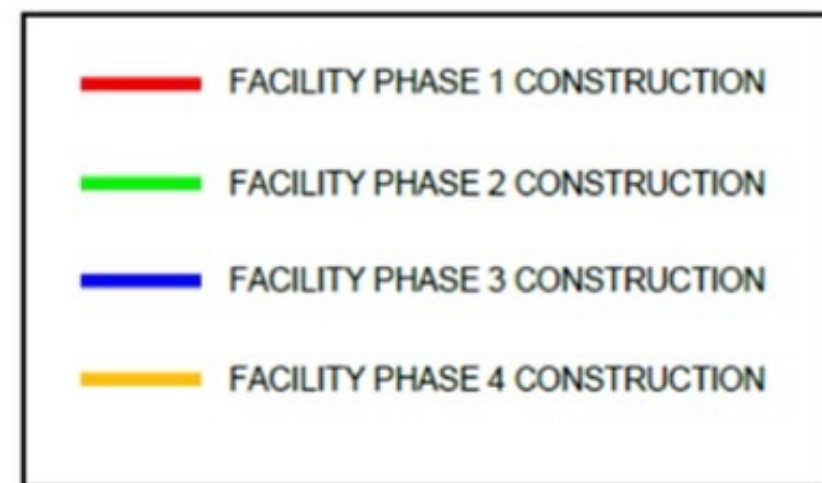 FACILITY PHASE 1 CONSTRUCTION
FACILITY PHASE 2 CONSTRUCTION
FACILITY PHASE 3 CONSTRUCTION
FACILITY PHASE 4 CONSTRUCTION